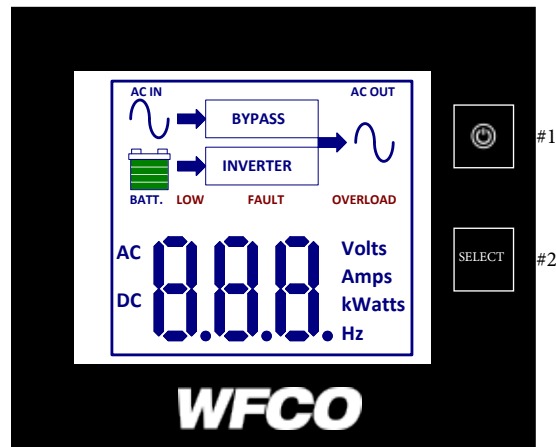 AC IN AC OUT
BYPASS
#1
INVERTER
BATT. LOW FAULT OVERLOAD
AC 8.8.8. Volts
SELECT #2
Amps
DC kWatts
Hz
WFCO